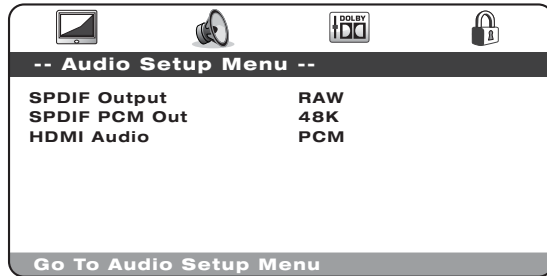 DOLBY
-- Audio Setup Menu --
SPDIF Output RAW
SPDIF PCM Out 48K
HDMI Audio PCM
Go To Audio Setup Menu